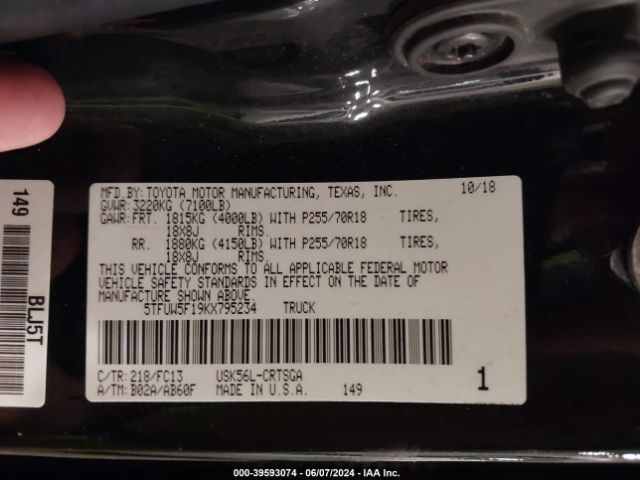 149
BLJ5T
MFD.BY:TOYOTA MOTOR MANUFACTURING, TEXAS, INC. 10/18
GVWR:3220KG (7100LB)
GAWR:FRT. 1815KG (4000LB) WITH P255/70R18 TIRES,
18X8J RIMS.
RR. 1880KG (4150LB) WITH P255/70R18 TIRES,
18X8J RIMS.
THIS VEHICLE CONFORMS TO ALL APPLICABLE FEDERAL MOTOR
VEHICLE SAFETY STANDARDS IN EFFECT ON THE DATE OF
MANUFACTURE SHOWN ABOVE.
5TFUW5F19KX795234 TRUCK
C/TR:218/FC13 USK56L-CRTSGA
A/TM:B02A/AB60F MADE IN U.S.A. 149 1
000-39593074 - 06/07/2024 - IAA Inc.